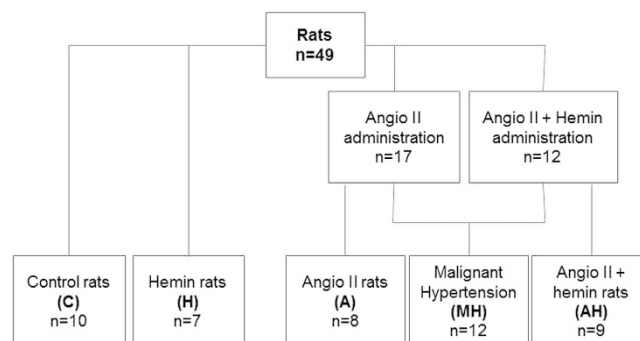 Rats
n=49
Angio II
administration
n=17
Angio II + Hemin
administration
n=12
Control rats
(C)
n=10
Hemin rats
(H)
n=7
Angio II rats
(A)
n=8
Malignant
Hypertension
(MH)
n=12
Angio II +
hemin rats
(AH)
n=9